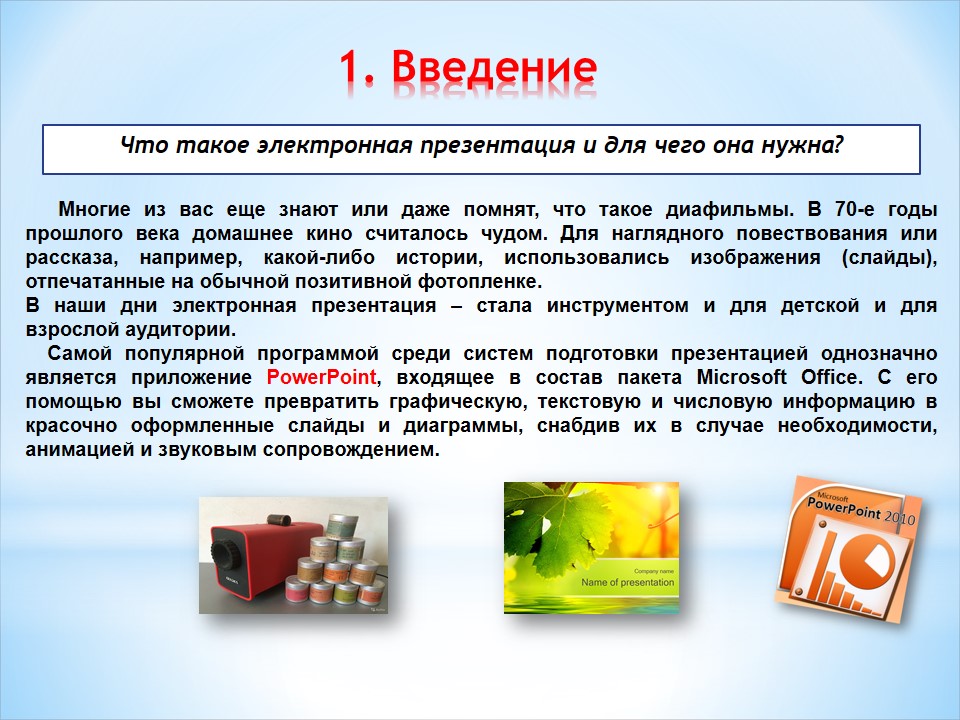 1. Введение
Что такое электронная презентация и для чего она нужна?
Многие из вас еще знают или даже помнят, что такое диафильмы. В 70-е годы
прошлого века домашнее кино считалось чудом. Для наглядного повествования или
рассказа, например, какой-либо истории, использовались изображения (слайды),
отпечатанные на обычной позитивной фотопленке.
В наши дни электронная презентация – стала инструментом и для детской и для
взрослой аудитории.
Самой популярной программой среди систем подготовки презентацией однозначно
является приложение PowerPoint, входящее в состав пакета Microsoft Office. С его
помощью вы сможете превратить графическую, текстовую и числовую информацию в
красочно оформленные слайды и диаграммы, снабдив их в случае необходимости,
анимацией и звуковым сопровождением.
Company name
Name of presentation
Microsoft
PowerPoint 2010